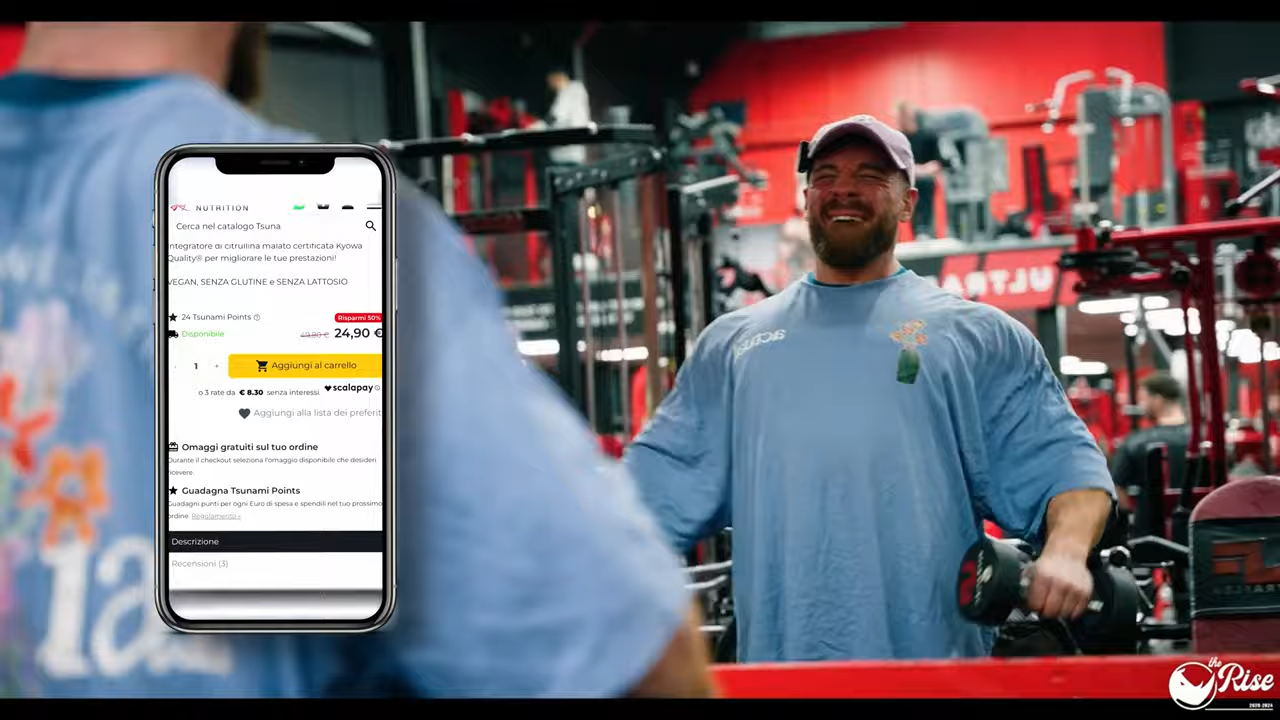 NUTRITION
Cerca nel catalogo Tsuna
Integratore di citrullina malato certificata Kyowa
Quality® per migliorare le tue prestazioni!
VEGAN, SENZA GLUTINE e SENZA LATTOSIO
24 Tsunami Points
Risparmi 50%
Disponibile
49,80 € 24,90 €
- 1 +
Aggiungi al carrello
o 3 rate da € 8.30 senza interessi. scalapay
Aggiungi alla lista dei preferit
Omaggi gratuiti sul tuo ordine
Durante il checkout seleziona l'omaggio disponibile che desideri
ricevere.
Guadagna Tsunami Points
Guadagni punti per ogni Euro di spesa e spendili nel tuo prossimo
ordine. Regolamento »
Descrizione
Recensioni (3)
ULTRA
la
the
Rise
2020-2024